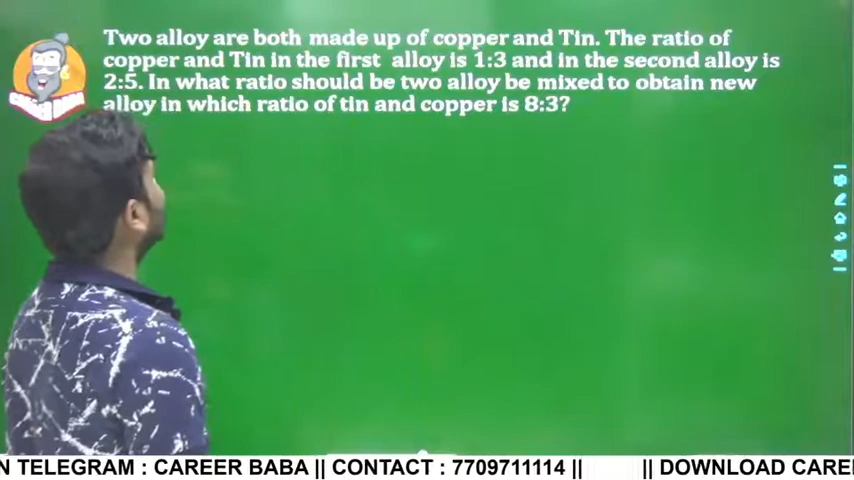 Two alloy are both made up of copper and Tin. The ratio of
copper and Tin in the first alloy is 1:3 and in the second alloy is
2:5. In what ratio should be two alloy be mixed to obtain new
alloy in which ratio of tin and copper is 8:3?
CAREER BABA
N TELEGRAM : CAREER BABA || CONTACT : 7709711114 || || DOWNLOAD CARE